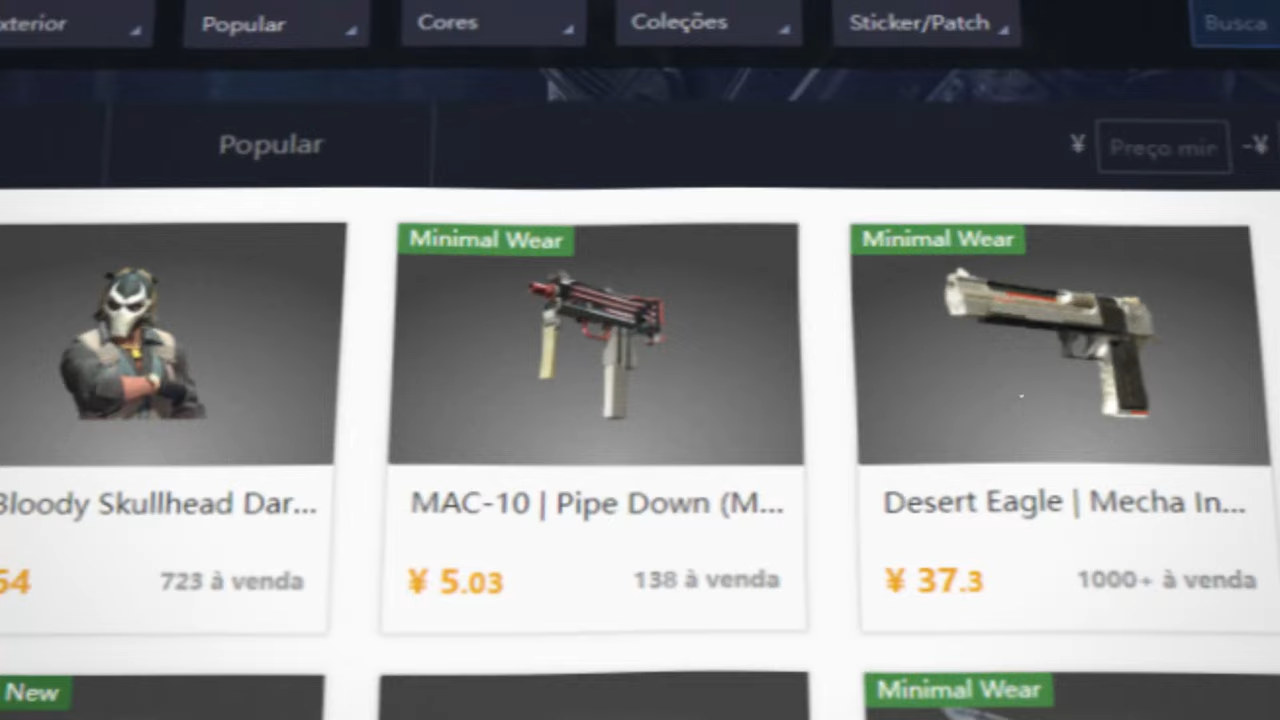 xterior
Popular
Cores
Coleções
Sticker/Patch
Busca
Popular
¥
Preço min
-¥
Minimal Wear
Minimal Wear
Bloody Skullhead Dar...
MAC-10 | Pipe Down (M...
Desert Eagle | Mecha In...
54
723 à venda
¥ 5.03
138 à venda
¥ 37.3
1000+ à venda
New
Minimal Wear